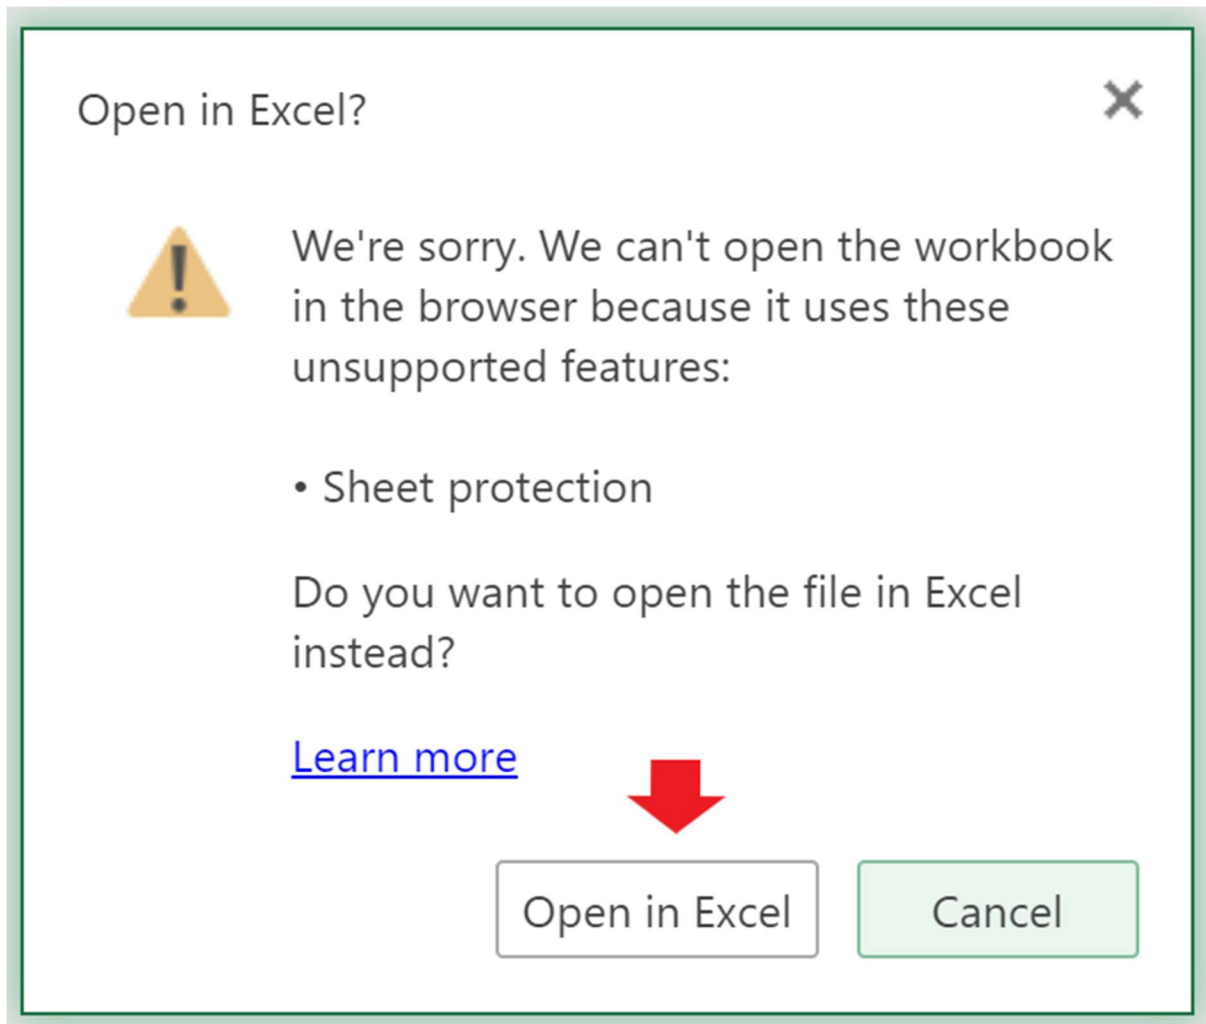 Open in Excel?
We're sorry. We can't open the workbook
in the browser because it uses these
unsupported features:
• Sheet protection
Do you want to open the file in Excel
instead?
Learn more
Open in Excel
Cancel